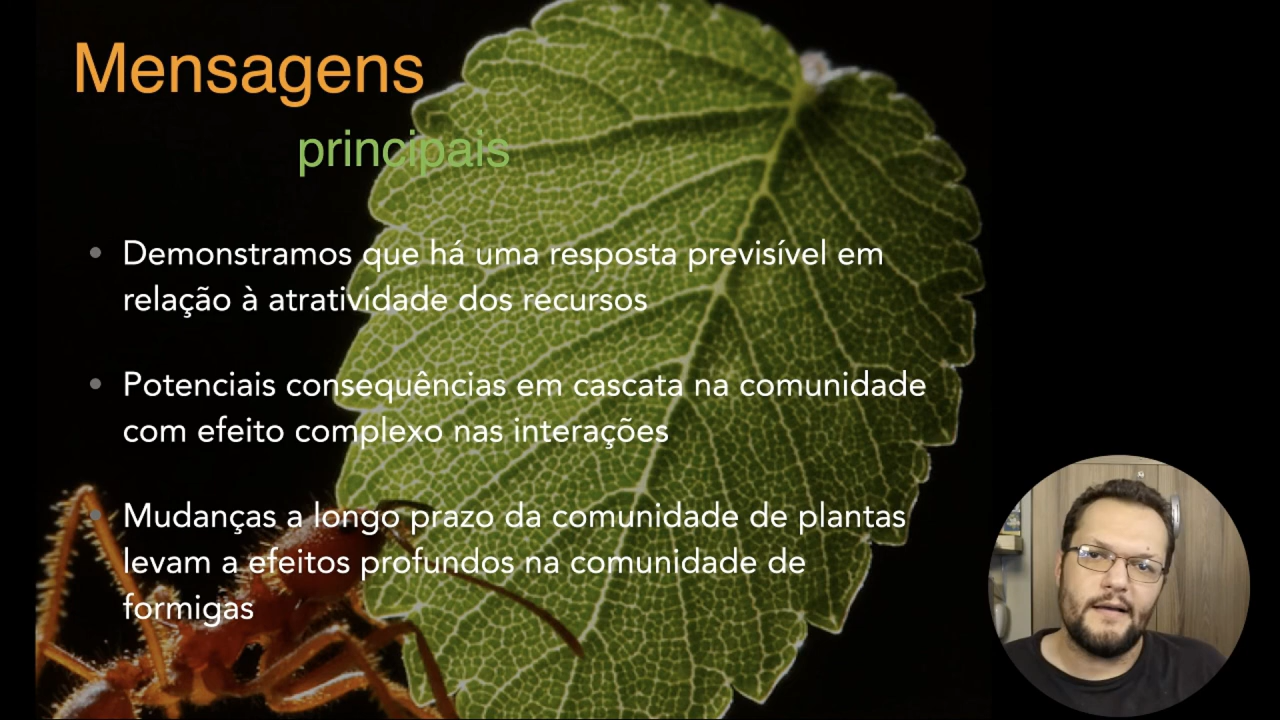 Mensagens
principais
• Demonstramos que há uma resposta previsível em
relação à atratividade dos recursos
• Potenciais consequências em cascata na comunidade
com efeito complexo nas interações
• Mudanças a longo prazo da comunidade de plantas
levam a efeitos profundos na comunidade de
formigas